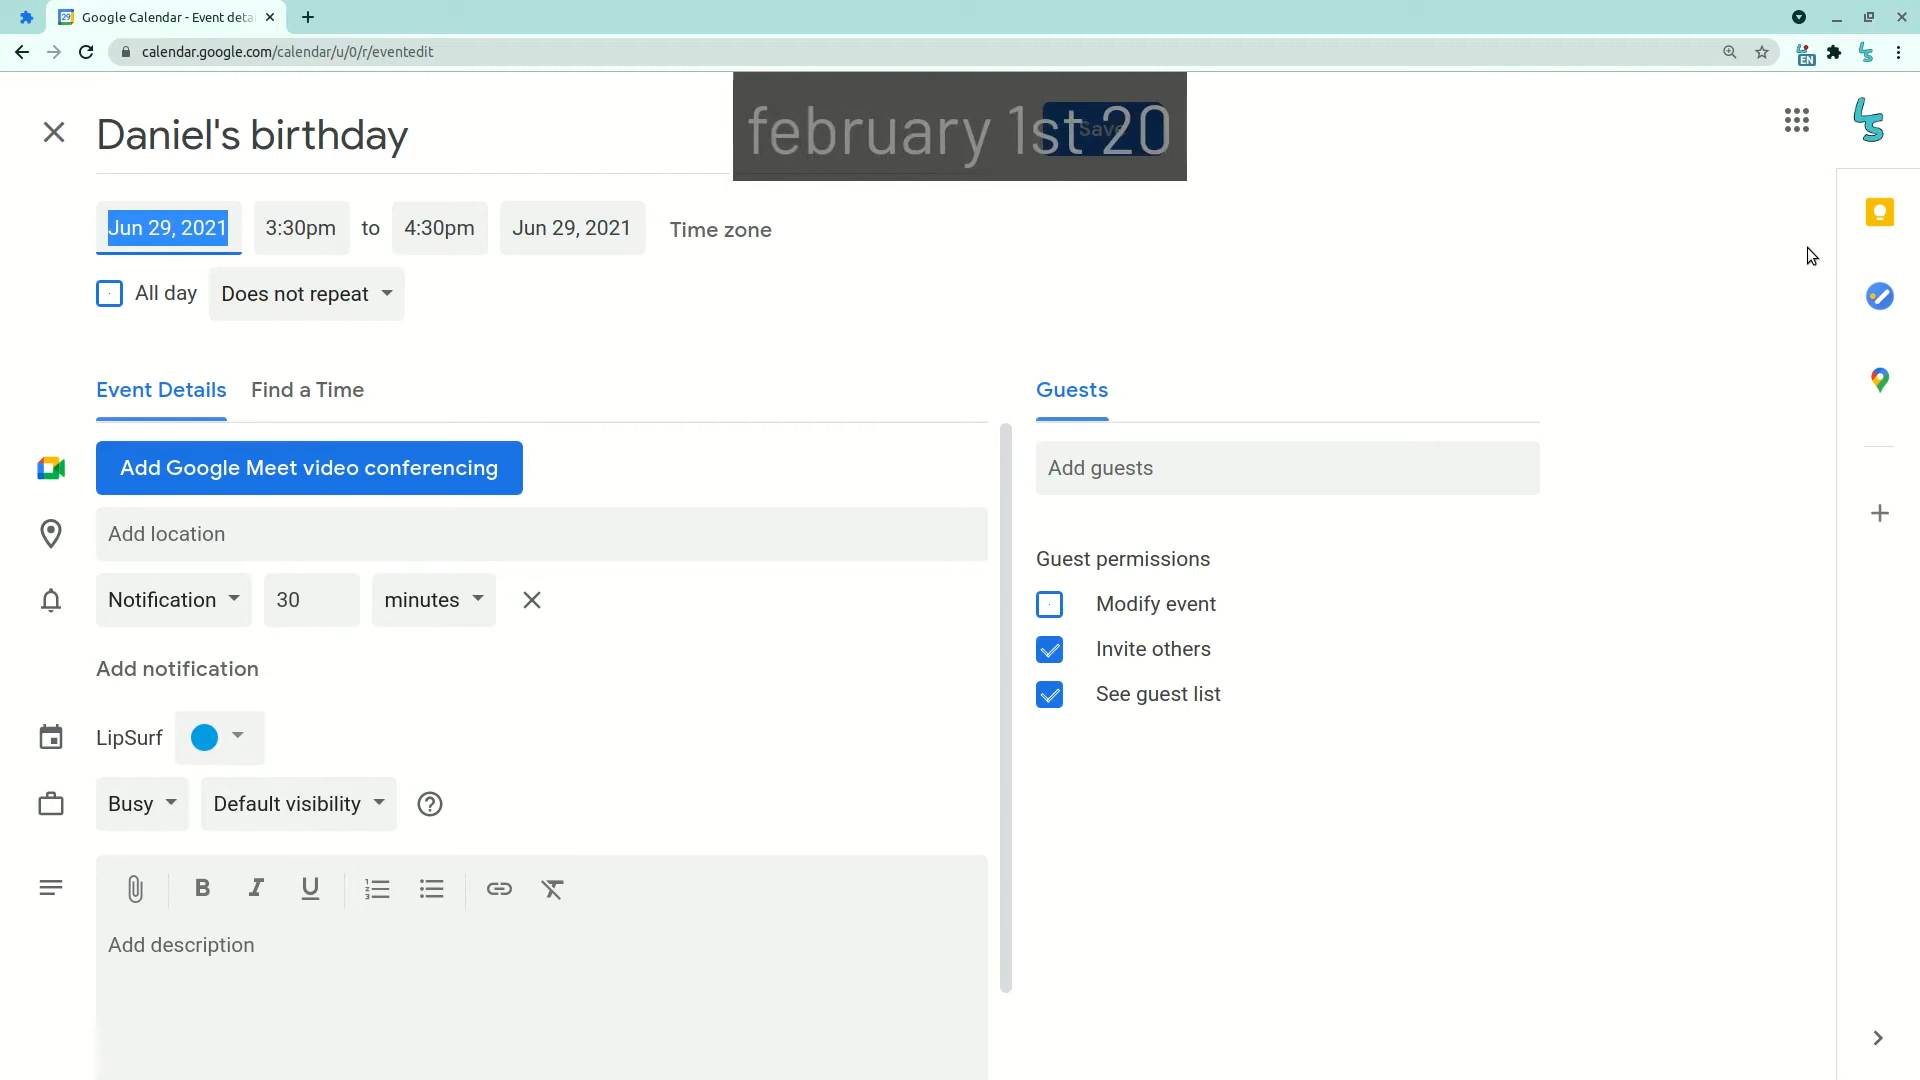 Google Calendar - Event deta
calendar.google.com/calendar/u/0/r/eventedit
EN
Daniel's birthday
february 1st 20
Save
Jun 29, 2021 3:30pm to 4:30pm Jun 29, 2021 Time zone
All day Does not repeat
Event Details Find a Time
Add Google Meet video conferencing
Add location
Notification 30 minutes
Add notification
LipSurf
Busy Default visibility
B I U
Add description
Guests
Add guests
Guest permissions
Modify event
Invite others
See guest list